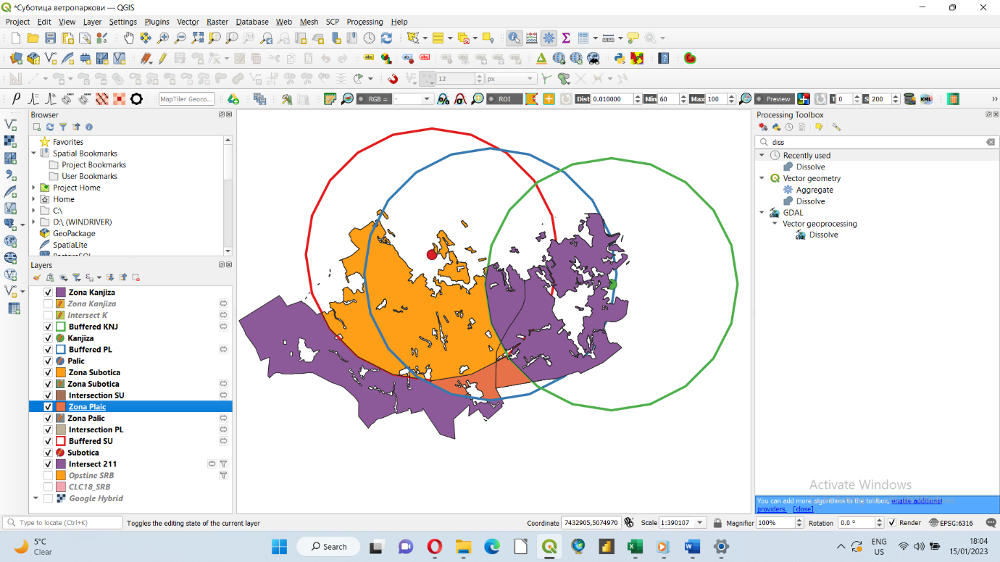 *Суботица ветропаркови — QGIS
Project Edit View Layer Settings Plugins Vector Raster Database Web Mesh SCP Processing Help
12 px
MapTiler Geoco... RGB = - ROI Dist 0.010000 Min 60 Max 100 Preview T 0 S 200 KML
Browser
Favorites
Spatial Bookmarks
Project Bookmarks
User Bookmarks
Project Home
Home
C:\
D:\ (WINDRIVER)
GeoPackage
SpatiaLite
PostgreSQL
Layers
Zona Kanjiza
Zona Kanjiza
Intersect K
Buffered KNJ
Kanjiza
Buffered PL
Palic
Zona Subotica
Zona Subotica
Intersection SU
Zona Plaic
Zona Palic
Intersection PL
Buffered SU
Subotica
Intersect 211
Opstine SRB
CLC18_SRB
Google Hybrid
Processing Toolbox
diss
Recently used
Dissolve
Vector geometry
Aggregate
Dissolve
GDAL
Vector geoprocessing
Dissolve
Activate Windows
You can add more algorithms to the toolbox, enable additional
providers. [close]
Type to locate (Ctrl+K) Toggles the editing state of the current layer Coordinate 7432905,5074970 Scale 1:390107 Magnifier 100% Rotation 0.0 ° Render EPSG:6316
5°C
Clear
Search
ENG
US
18:04
15/01/2023